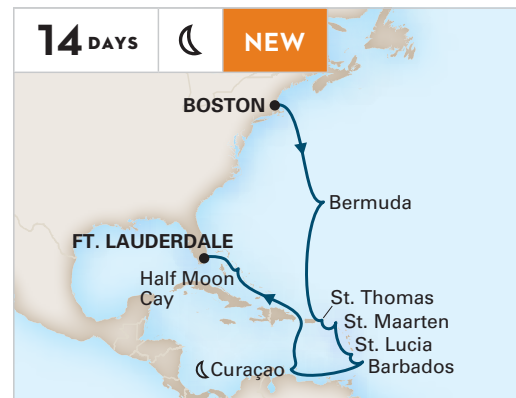 14 DAYS
NEW
BOSTON
Bermuda
FT. LAUDERDALE
Half Moon
Cay
St. Thomas
St. Maarten
St. Lucia
Barbados
Curaçao